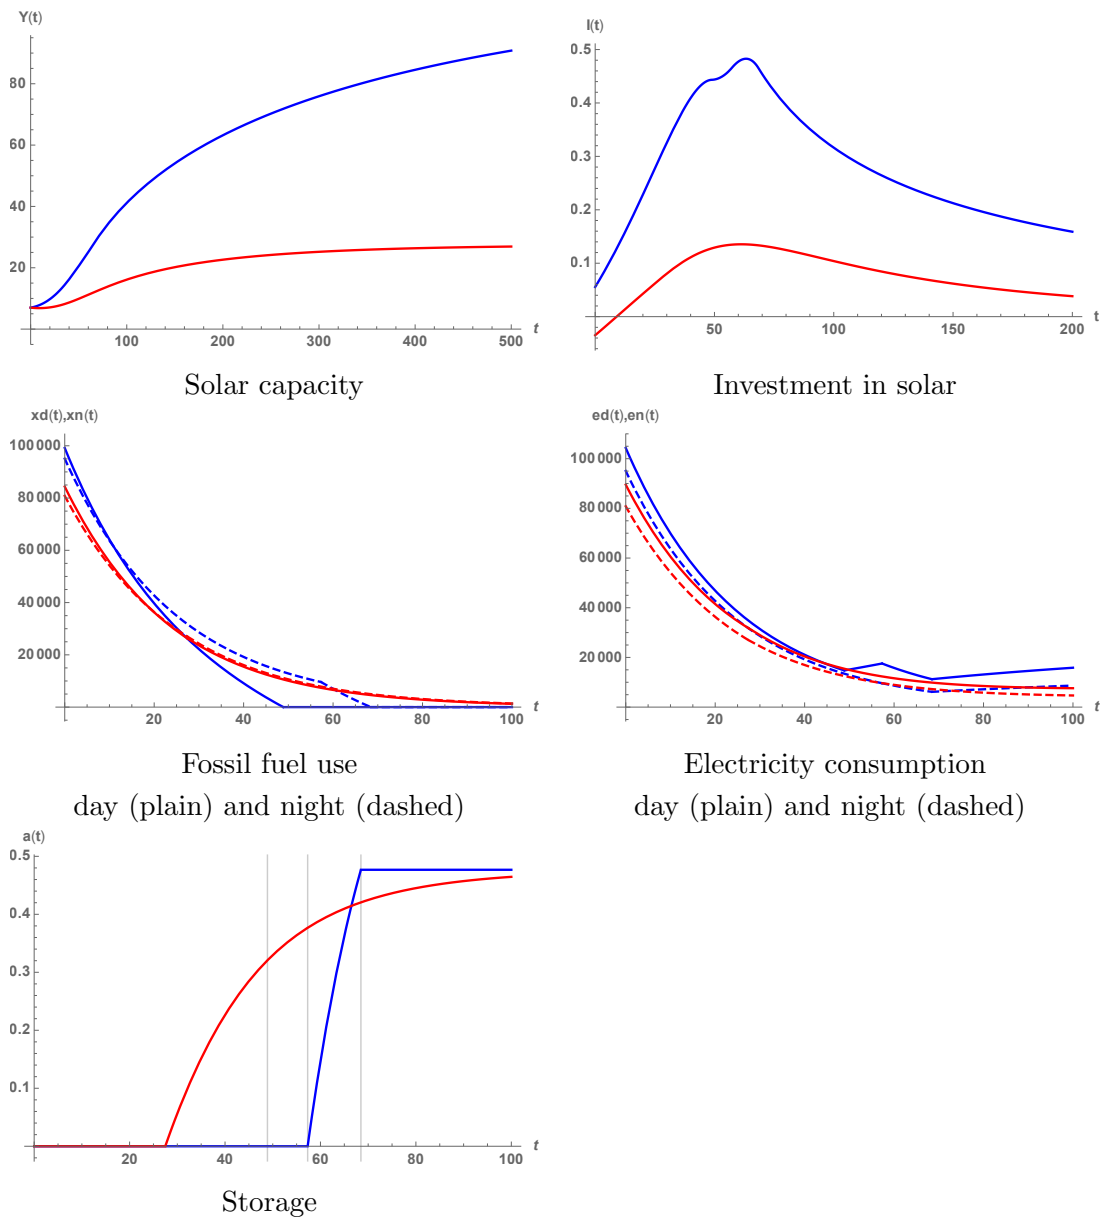 Y(t)
80
60
40
20
100 200 300 400 500 t
Solar capacity
I(t)
0.5
0.4
0.3
0.2
0.1
50 100 150 200 t
Investment in solar
xd(t),xn(t)
100 000
80 000
60 000
40 000
20 000
20 40 60 80 100 t
Fossil fuel use
day (plain) and night (dashed)
ed(t),en(t)
100 000
80 000
60 000
40 000
20 000
20 40 60 80 100 t
Electricity consumption
day (plain) and night (dashed)
a(t)
0.5
0.4
0.3
0.2
0.1
20 40 60 80 100 t
Storage